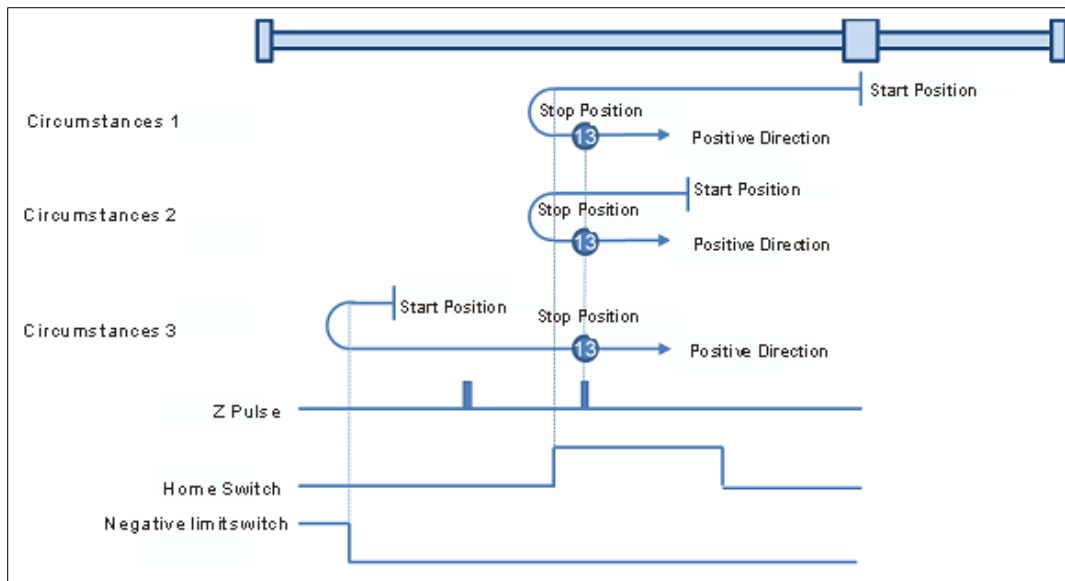 Start Position
Circumstances 1
Stop Position
13
Positive Direction
Start Position
Circumstances 2
Stop Position
13
Positive Direction
Start Position
Circumstances 3
Stop Position
13
Positive Direction
Z Pulse
Home Switch
Negative limitswitch